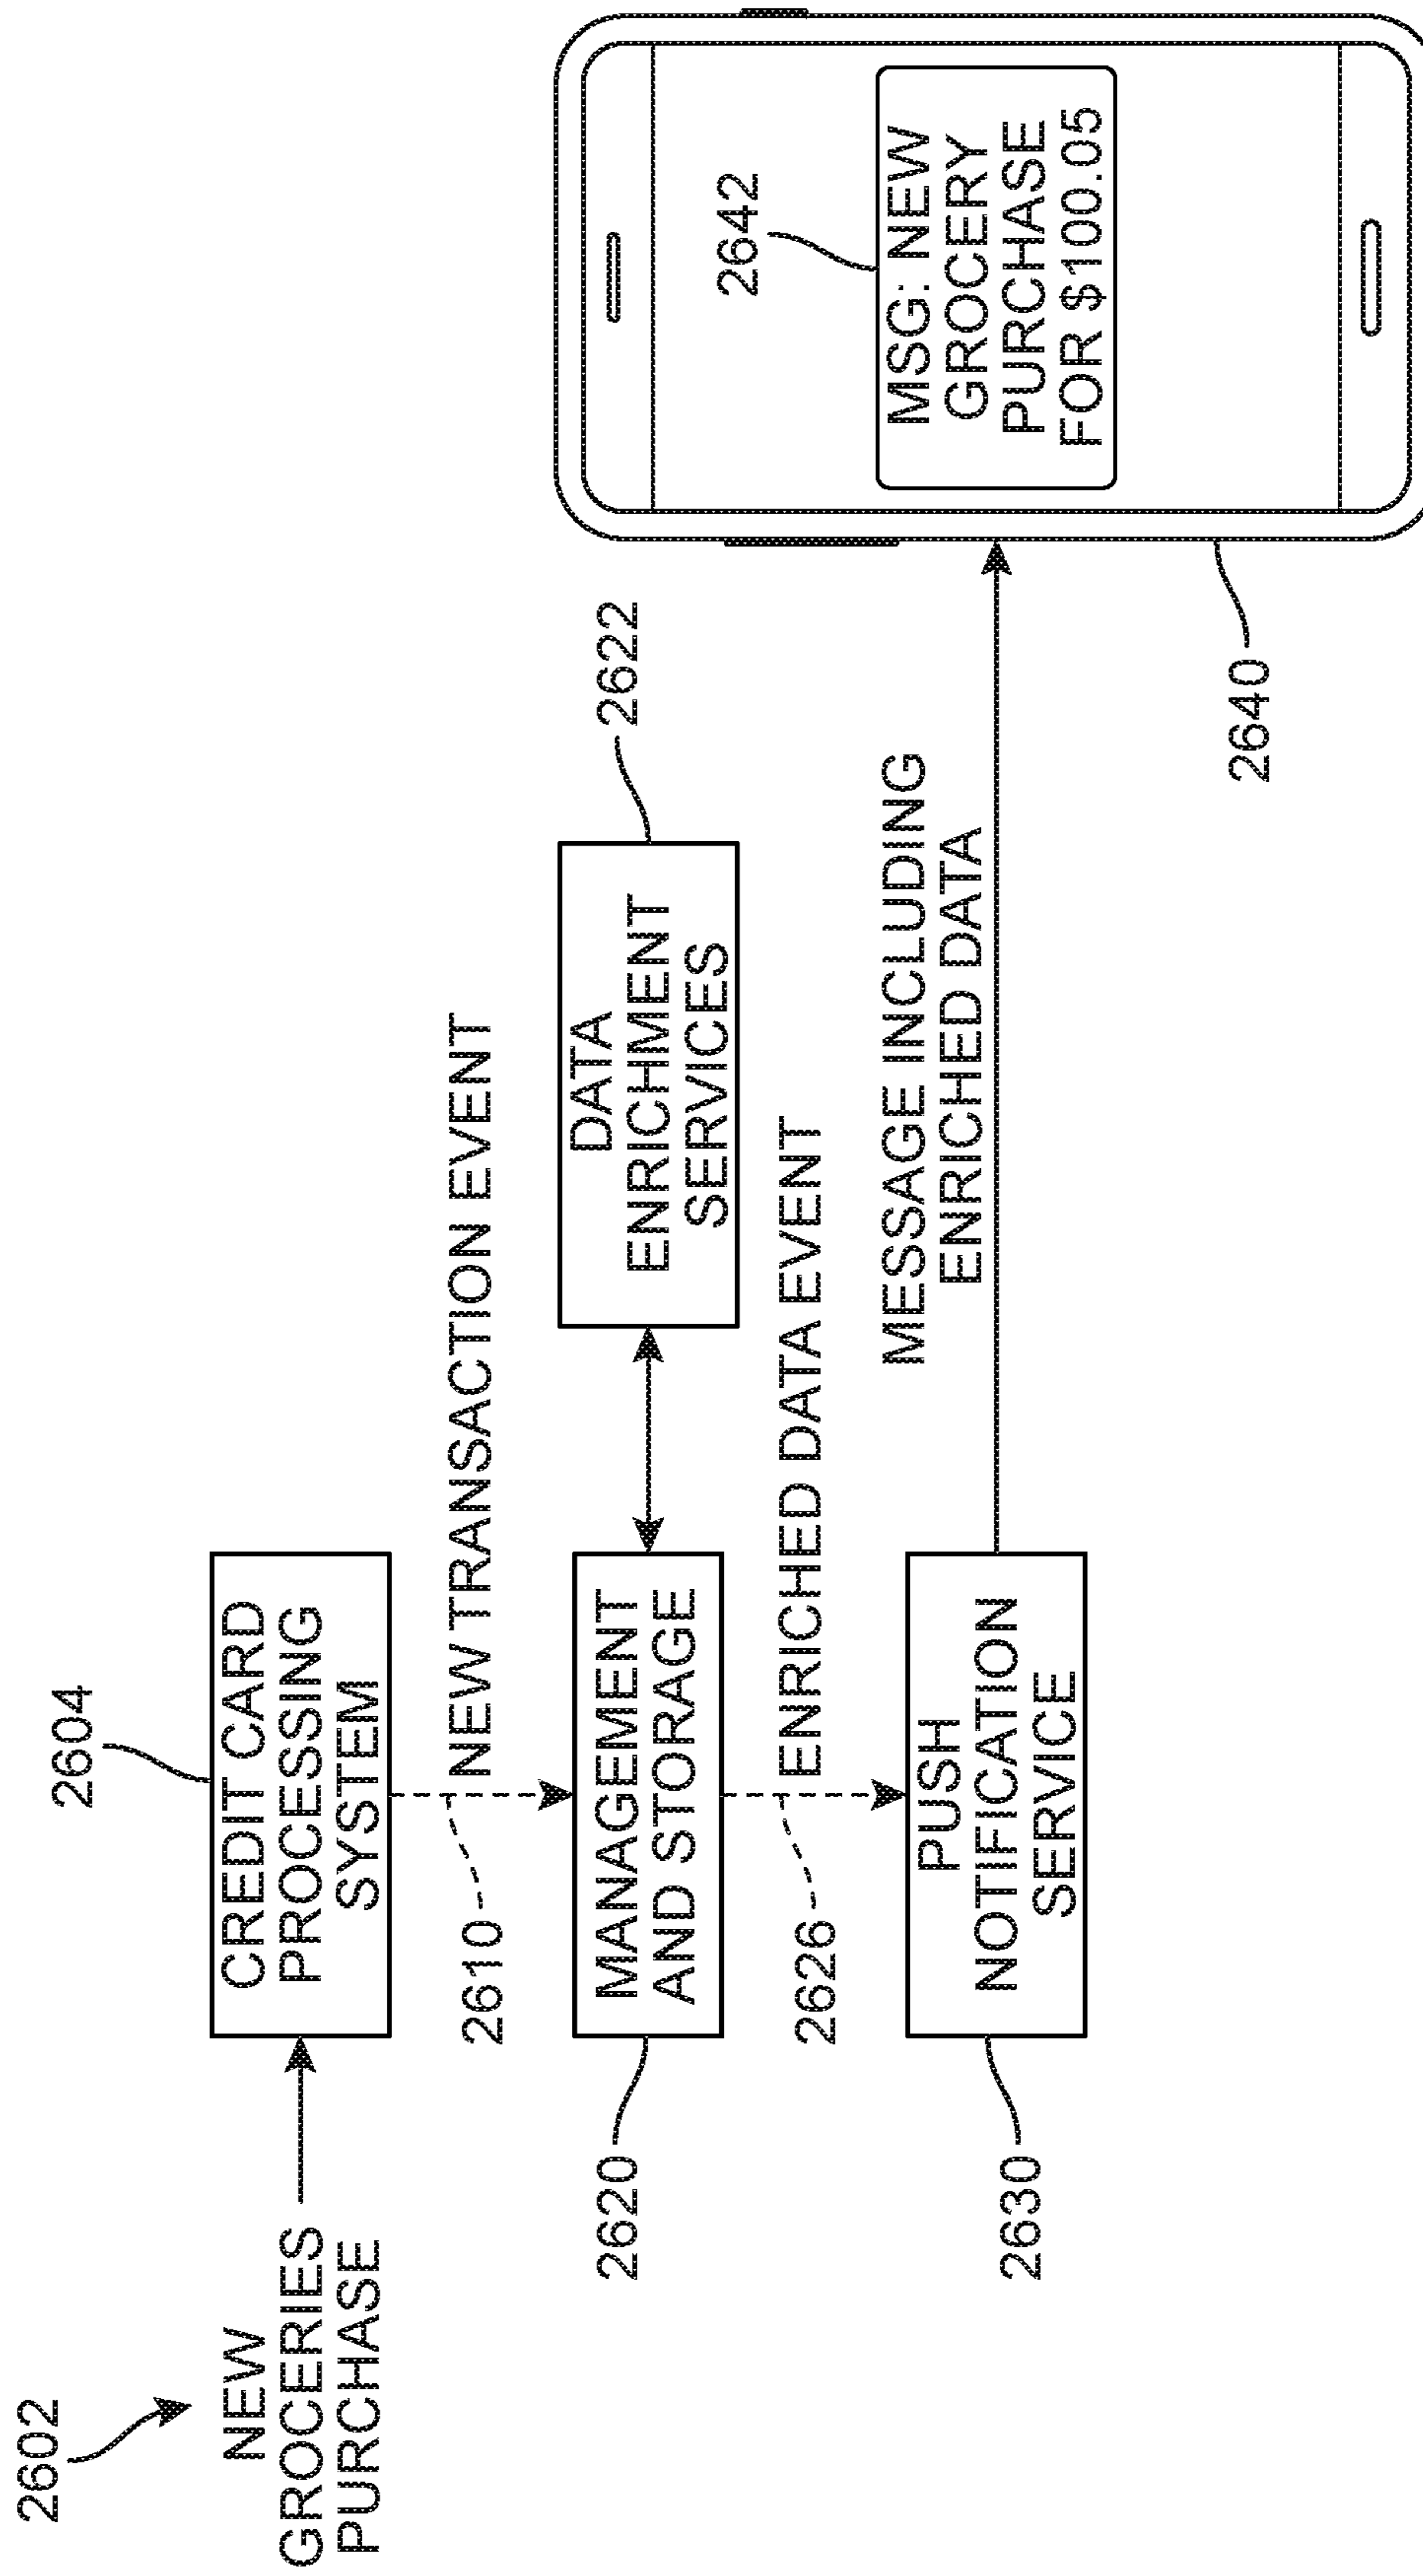 2602
NEW
GROCERIES
PURCHASE
2604
CREDIT CARD
PROCESSING
SYSTEM
2610
NEW TRANSACTION EVENT
2620
MANAGEMENT
AND STORAGE
DATA
ENRICHMENT
SERVICES
2622
2626
ENRICHED DATA EVENT
2630
PUSH
NOTIFICATION
SERVICE
MESSAGE INCLUDING
ENRICHED DATA
2640
2642
MSG: NEW
GROCERY
PURCHASE
FOR $100.05